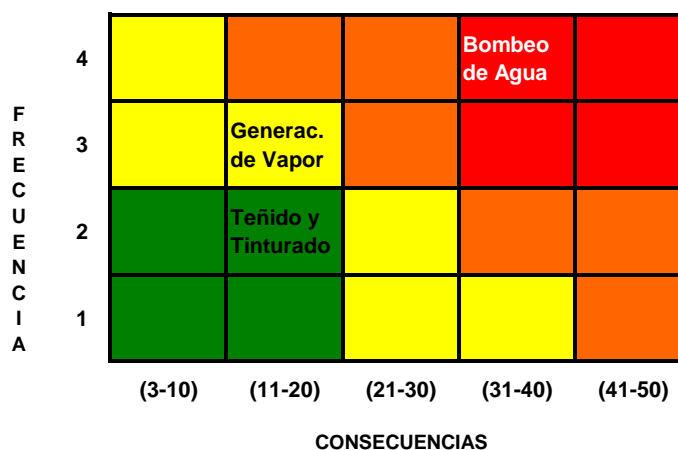 FRECUENCIA
4
Bombeo
de Agua
3
Generac.
de Vapor
2
Teñido y
Tinturado
1
(3-10) (11-20) (21-30) (31-40) (41-50)
CONSECUENCIAS